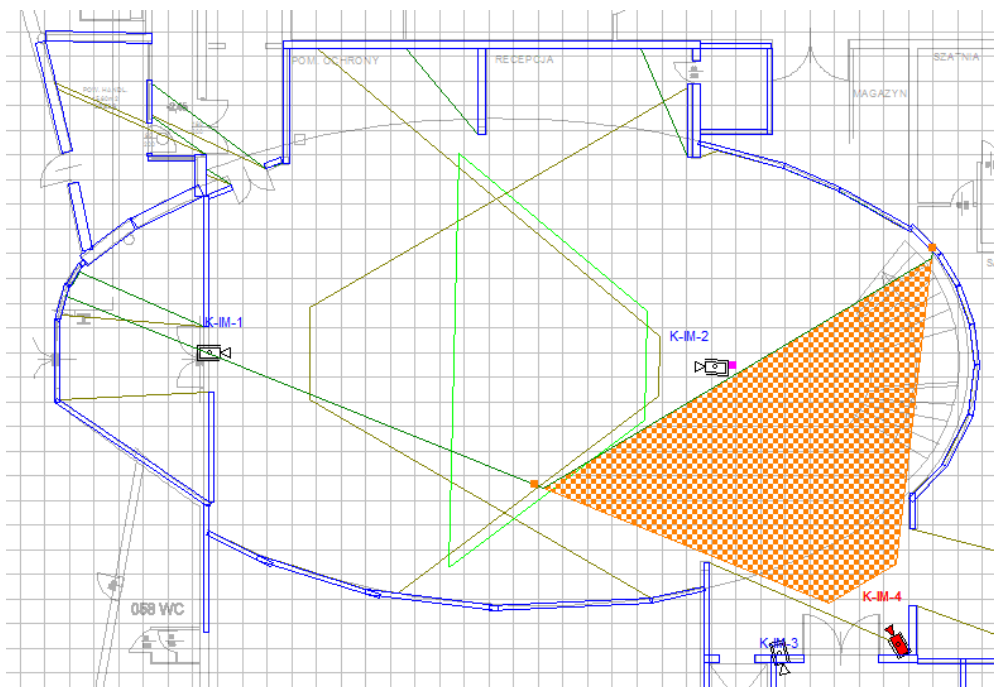 POM. OCHRONY
RECEPCJA
SZATNIA
MAGAZYN
K-IM-1
K-IM-2
K-IM-4
K-IM-3
058 WC